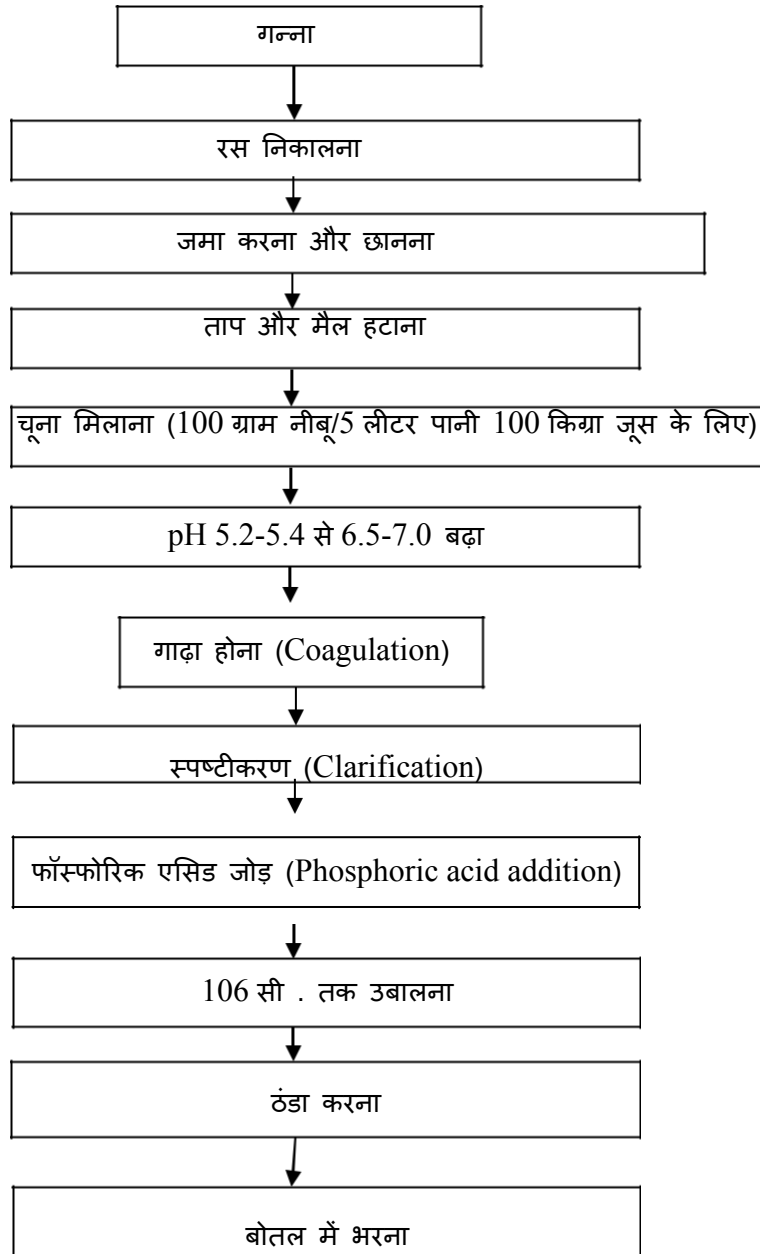 गन्ना
रस निकालना
जमा करना और छानना
ताप और मैल हटाना
चूना मिलाना (100 ग्राम नीबू/5 लीटर पानी 100 किग्रा जूस के लिए)
pH 5.2-5.4 से 6.5-7.0 बढ़ा
गाढ़ा होना (Coagulation)
स्पष्टीकरण (Clarification)
फॉस्फोरिक एसिड जोड़ (Phosphoric acid addition)
106 सी . तक उबालना
ठंडा करना
बोतल में भरना